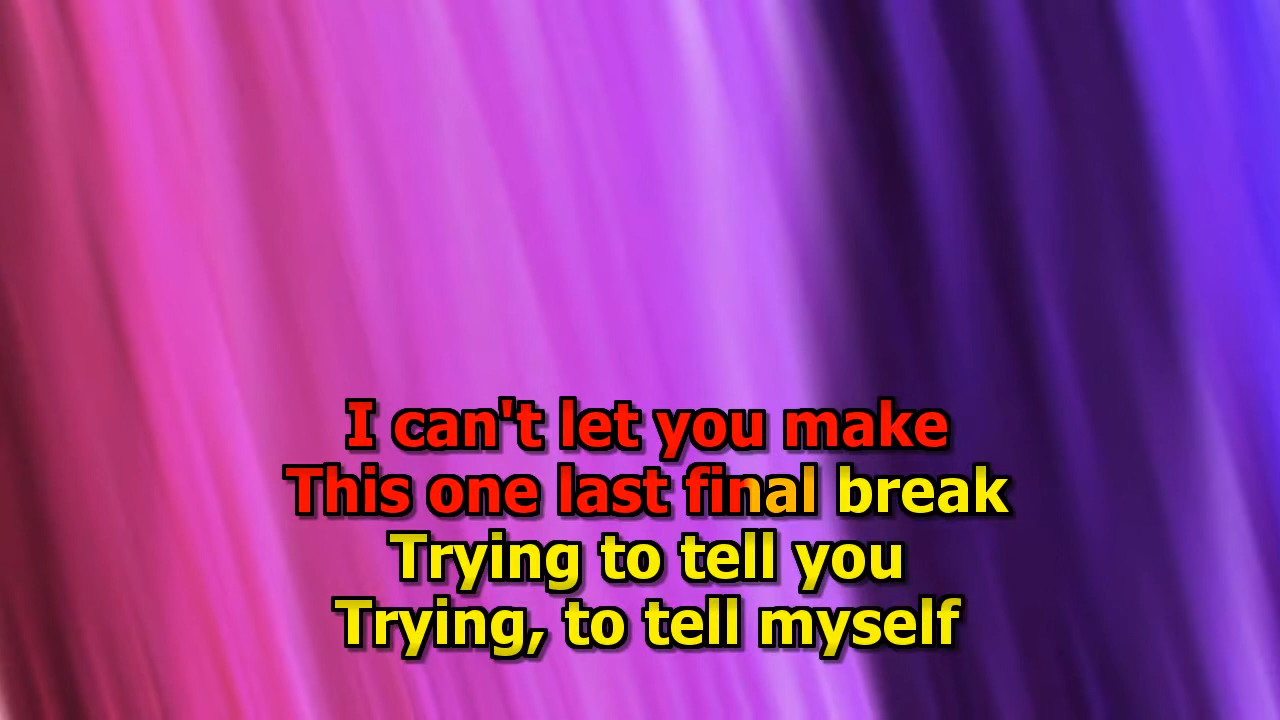 I can't let you make
This one last final break
Trying to tell you
Trying, to tell myself